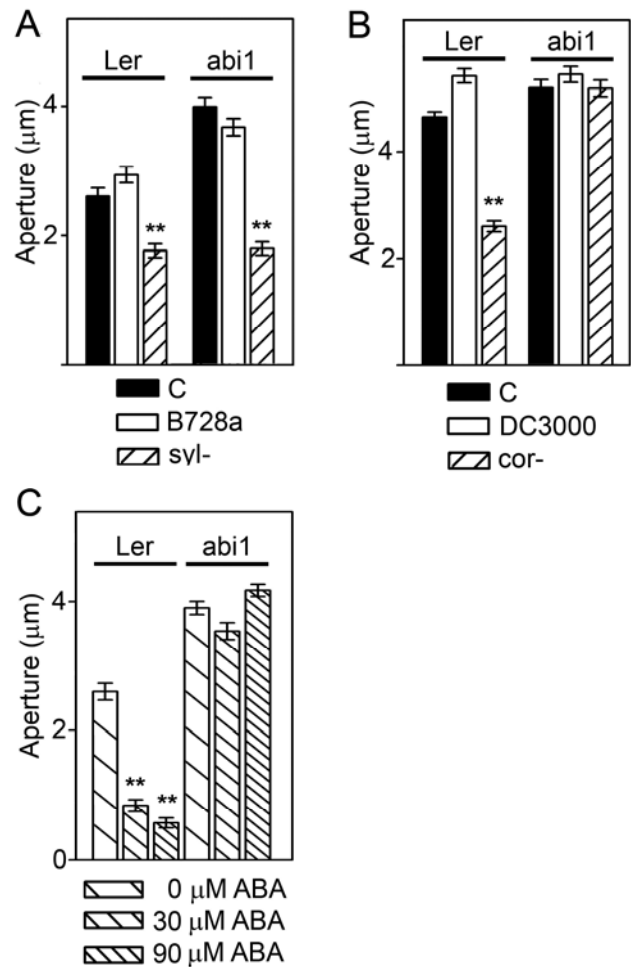 A
Ler abi1
Aperture (μm)
4
2
**
**
C
B728a
syl-
B
Ler abi1
Aperture (μm)
4
2
**
C
DC3000
cor-
C
Ler abi1
Aperture (μm)
4
2
0
**
**
0 μM ABA
30 μM ABA
90 μM ABA